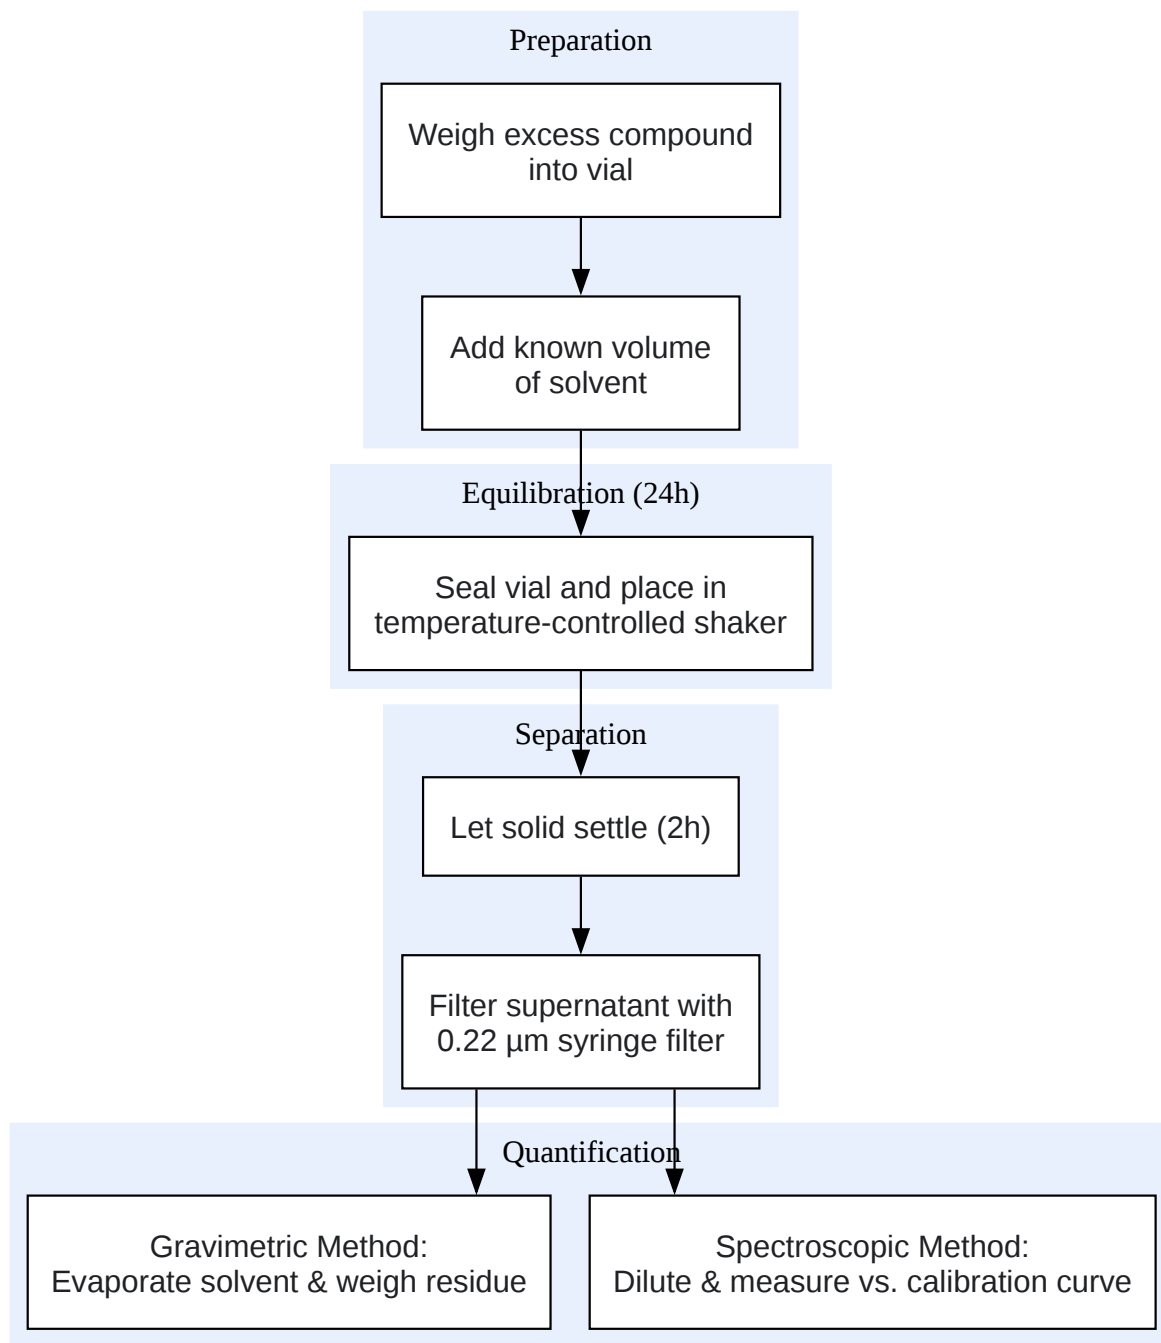 Preparation
Weigh excess compound
into vial
Add known volume
of solvent
Equilibration (24h)
Seal vial and place in
temperature-controlled shaker
Separation
Let solid settle (2h)
Filter supernatant with
0.22 µm syringe filter
Quantification
Gravimetric Method:
Evaporate solvent & weigh residue
Spectroscopic Method:
Dilute & measure vs. calibration curve